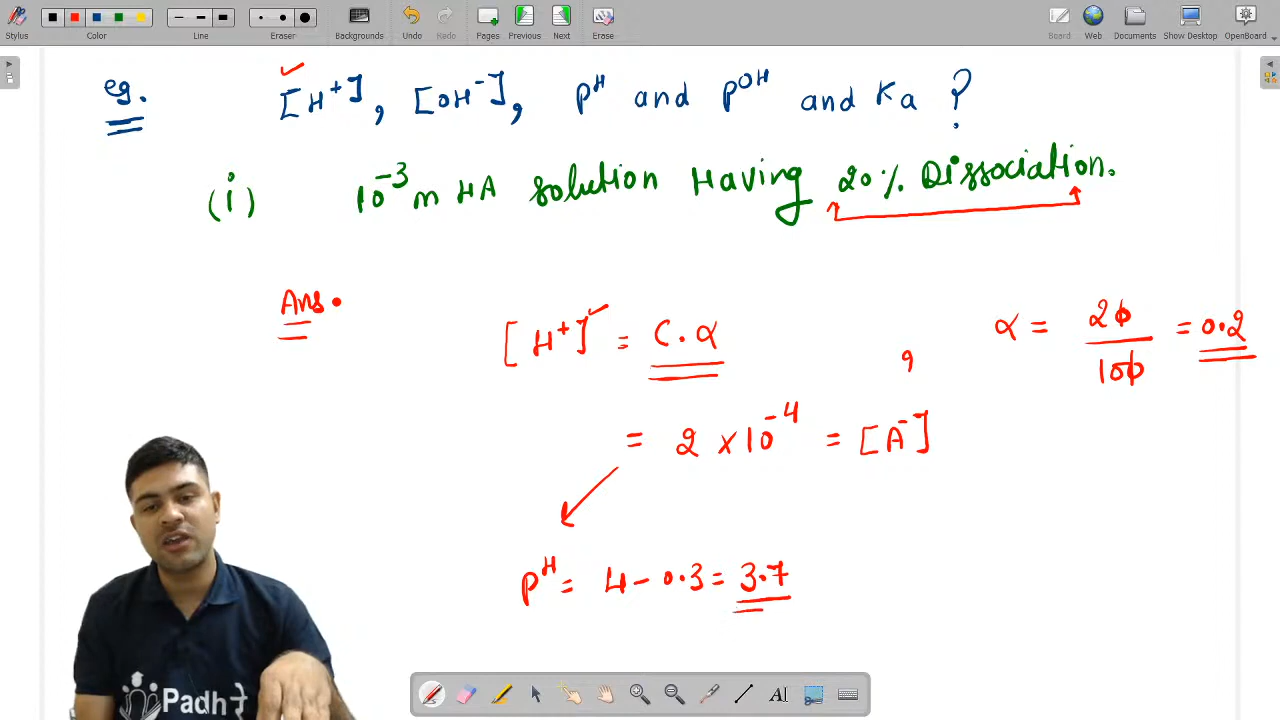 Stylus Color Line Eraser Backgrounds Undo Redo Pages Previous Next Erase Board Web Documents Show Desktop OpenBoard
eg. [H⁺], [OH⁻], pᴴ and pᴼᴴ and Ka ?
(i) 10⁻³ m HA solution Having 20% Dissociation.
Ans.
[H⁺] = C.α , α = 20/100 = 0.2
= 2 × 10⁻⁴ = [A⁻]
pᴴ = 4 - 0.3 = 3.7
Padhरे